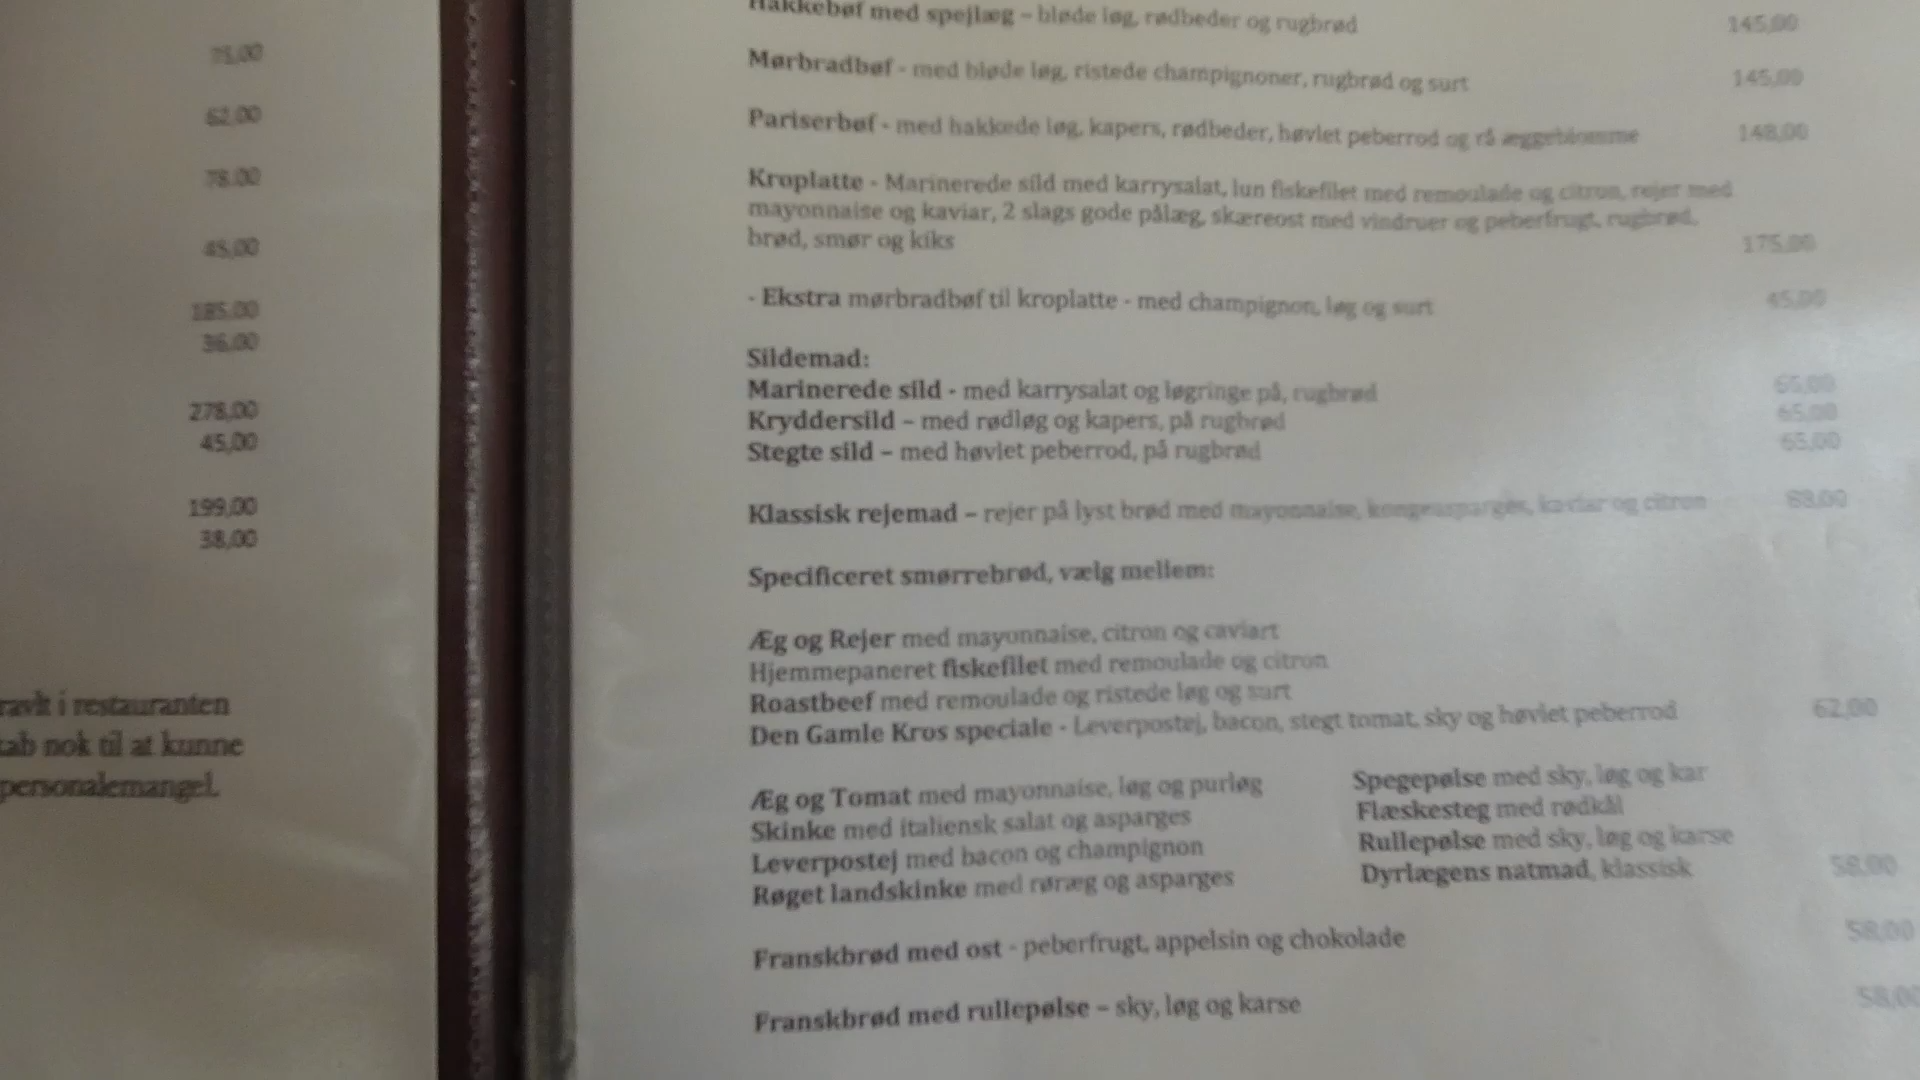 75,00
62,00
78,00
45,00
185,00
36,00
278,00
45,00
199,00
38,00
i restauranten
nok til at kunne
personalemangel.
Hakkebøf med spejlæg – bløde løg, rødbeder og rugbrød 145,00
Mørbradbøf - med bløde løg, ristede champignoner, rugbrød og surt 145,00
Pariserbøf - med hakkede løg, kapers, rødbeder, høvlet peberrod og rå æggeblomme 148,00
Kroplatte - Marinerede sild med karrysalat, lun fiskefilet med remoulade og citron, rejer med
mayonnaise og kaviar, 2 slags gode pålæg, skæreost med vindruer og peberfrugt, rugbrød,
brød, smør og kiks 175,00
- Ekstra mørbradbøf til kroplatte - med champignon, løg og surt 45,00
Sildemad:
Marinerede sild - med karrysalat og løgringe på, rugbrød 65,00
Kryddersild – med rødløg og kapers, på rugbrød 65,00
Stegte sild – med høvlet peberrod, på rugbrød 65,00
Klassisk rejemad – rejer på lyst brød med mayonnaise, kongeasparges, kaviar og citron 88,00
Specificeret smørrebrød, vælg mellem:
Æg og Rejer med mayonnaise, citron og caviart
Hjemmepaneret fiskefilet med remoulade og citron
Roastbeef med remoulade og ristede løg og surt
Den Gamle Kros speciale - Leverpostej, bacon, stegt tomat, sky og høvlet peberrod 62,00
Æg og Tomat med mayonnaise, løg og purløg
Skinke med italiensk salat og asparges
Leverpostej med bacon og champignon
Røget landskinke med røræg og asparges
Spegepølse med sky, løg og kar
Flæskesteg med rødkål
Rullepølse med sky, løg og karse
Dyrlægens natmad, klassisk 58,00
Franskbrød med ost - peberfrugt, appelsin og chokolade 58,00
Franskbrød med rullepølse – sky, løg og karse 58,00